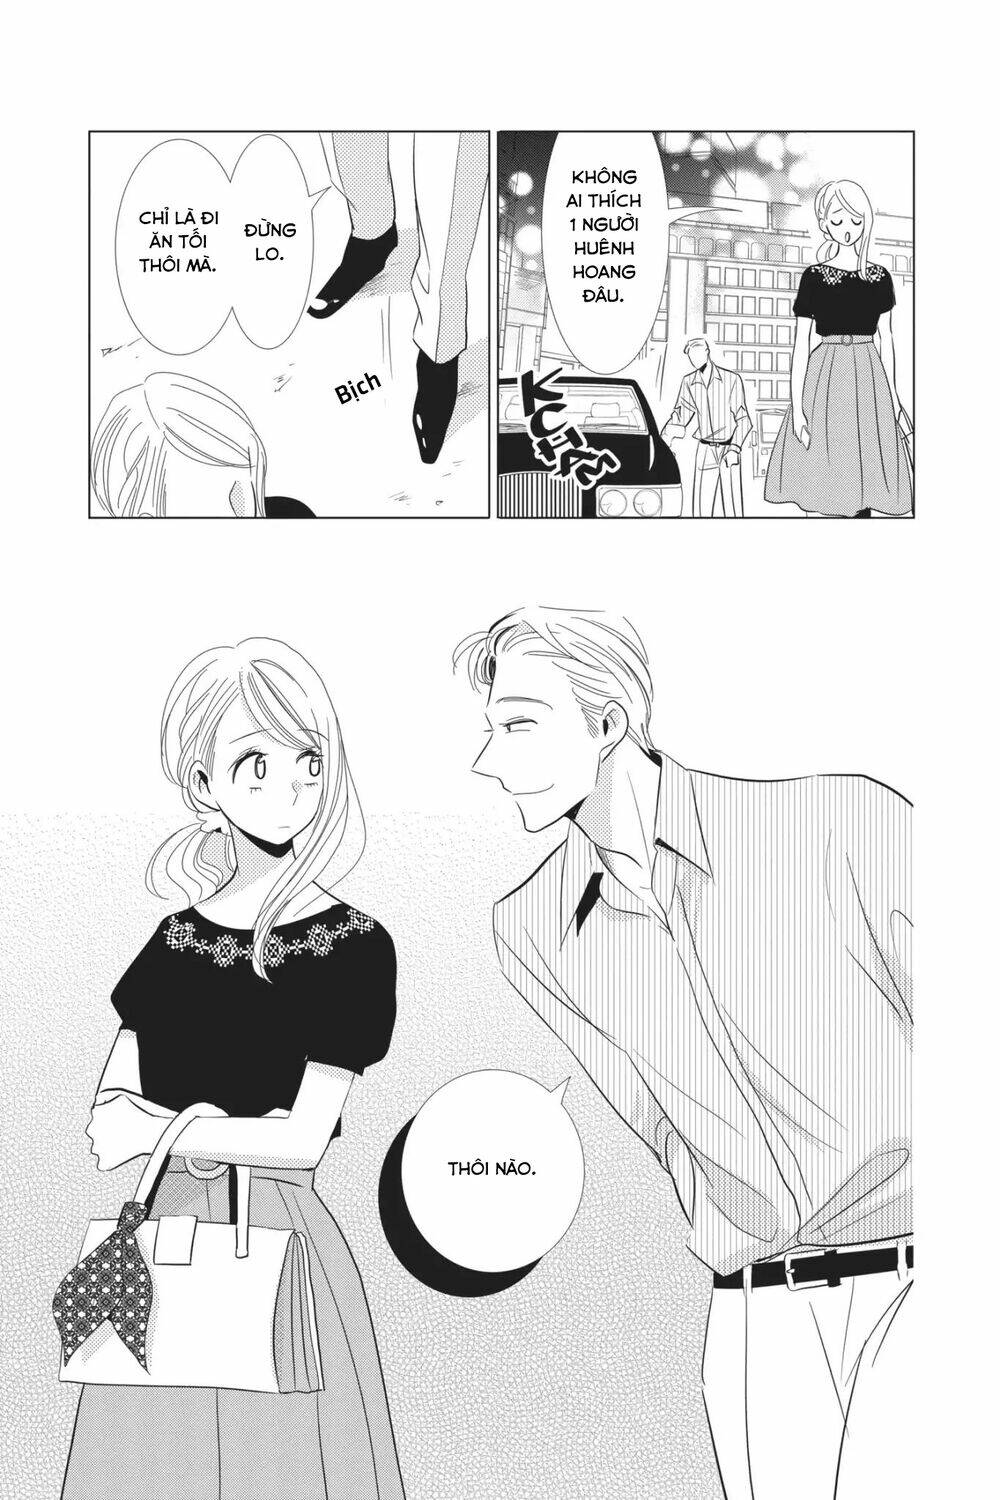 KHÔNG
AI THÍCH
1 NGƯỜI
HUÊNH
HOANG
ĐÂU.
KCHAK
ĐỪNG
LO.
CHỈ LÀ ĐI
ĂN TỐI
THÔI MÀ.
Bịch
THÔI NÀO.